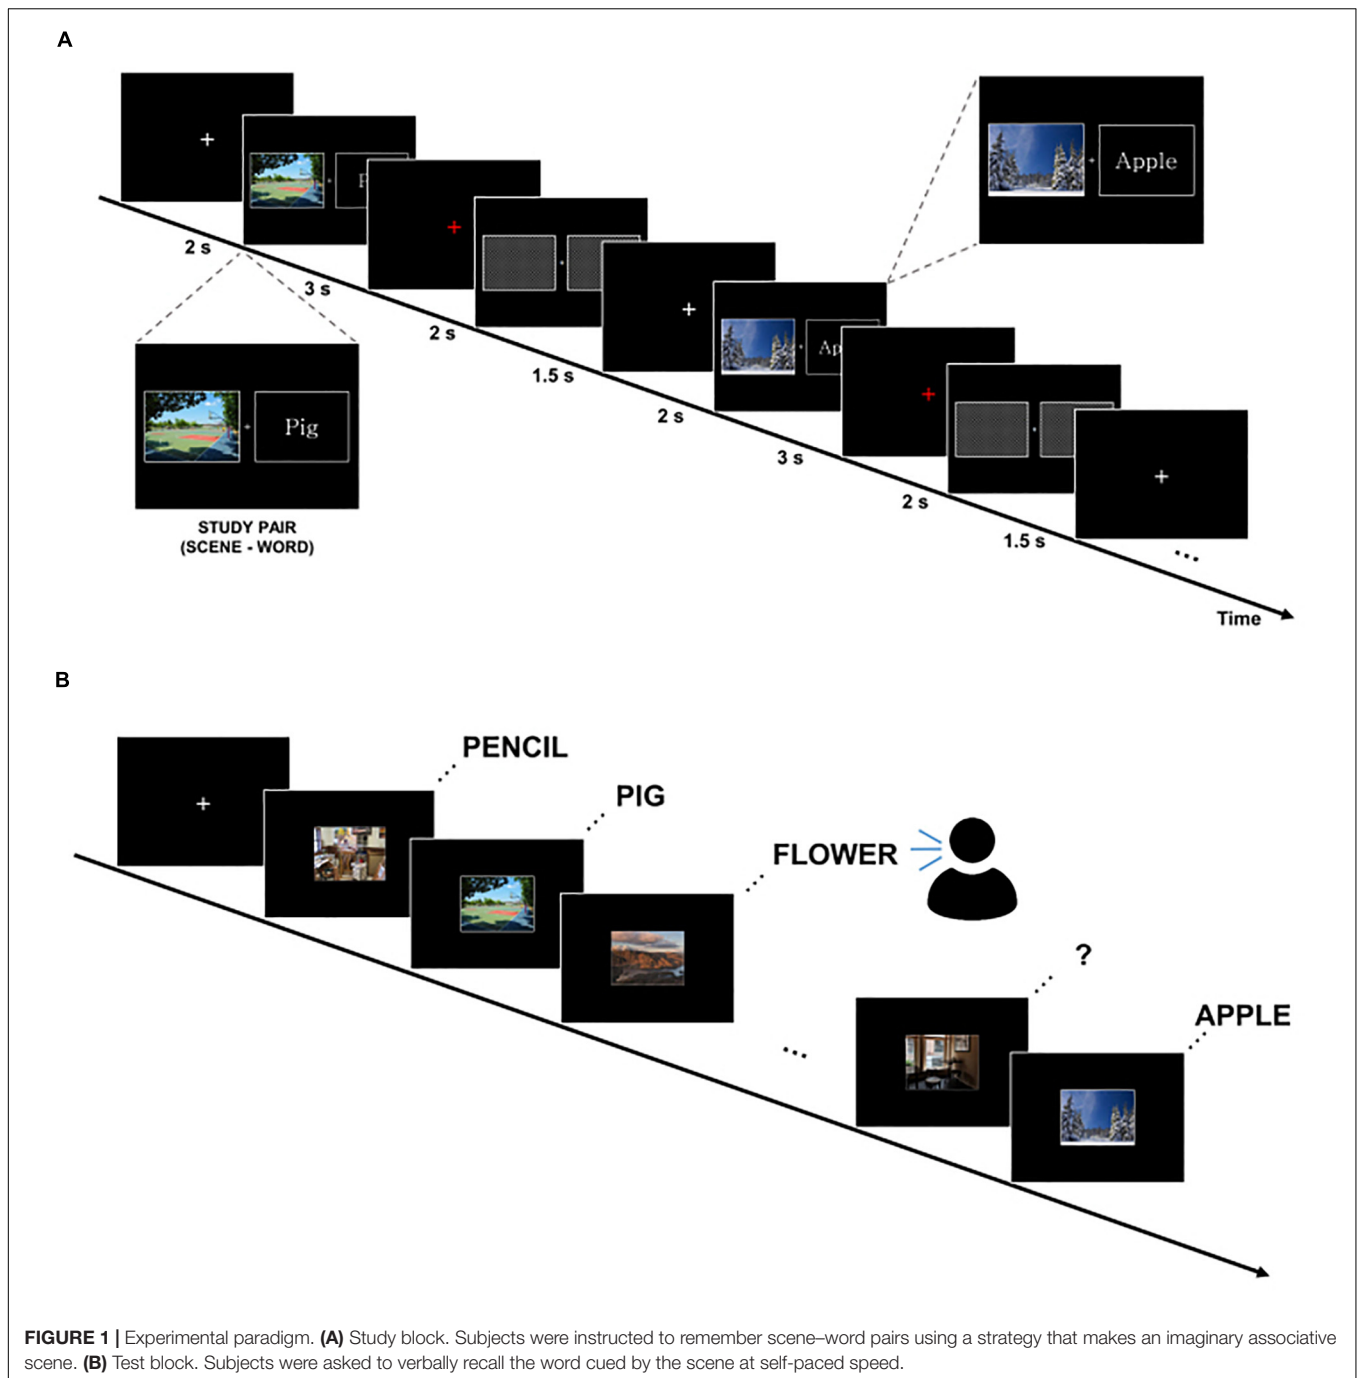 A
Apple
2 s
3 s
2 s
Ap
1.5 s
Pig
2 s
3 s
2 s
STUDY PAIR
(SCENE - WORD)
1.5 s
...
Time
B
PENCIL
PIG
FLOWER
?
...
APPLE
FIGURE 1 | Experimental paradigm. (A) Study block. Subjects were instructed to remember scene–word pairs using a strategy that makes an imaginary associative
scene. (B) Test block. Subjects were asked to verbally recall the word cued by the scene at self-paced speed.